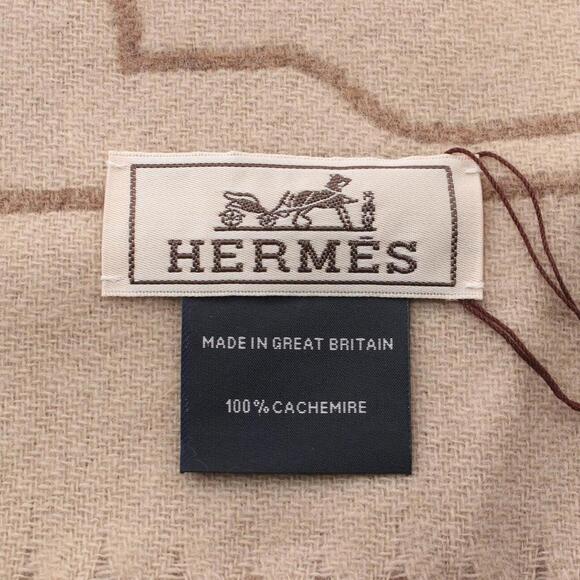 HERMÈS
MADE IN GREAT BRITAIN
100% CACHEMIRE